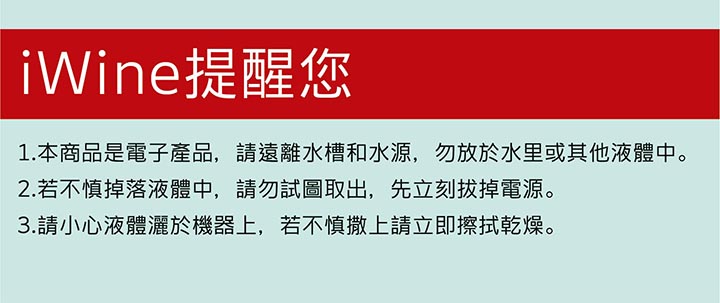 iWine提醒您
1.本商品是電子產品，請遠離水槽和水源，勿放於水里或其他液體中。
2.若不慎掉落液體中，請勿試圖取出，先立刻拔掉電源。
3.請小心液體灑於機器上，若不慎撒上請立即擦拭乾燥。